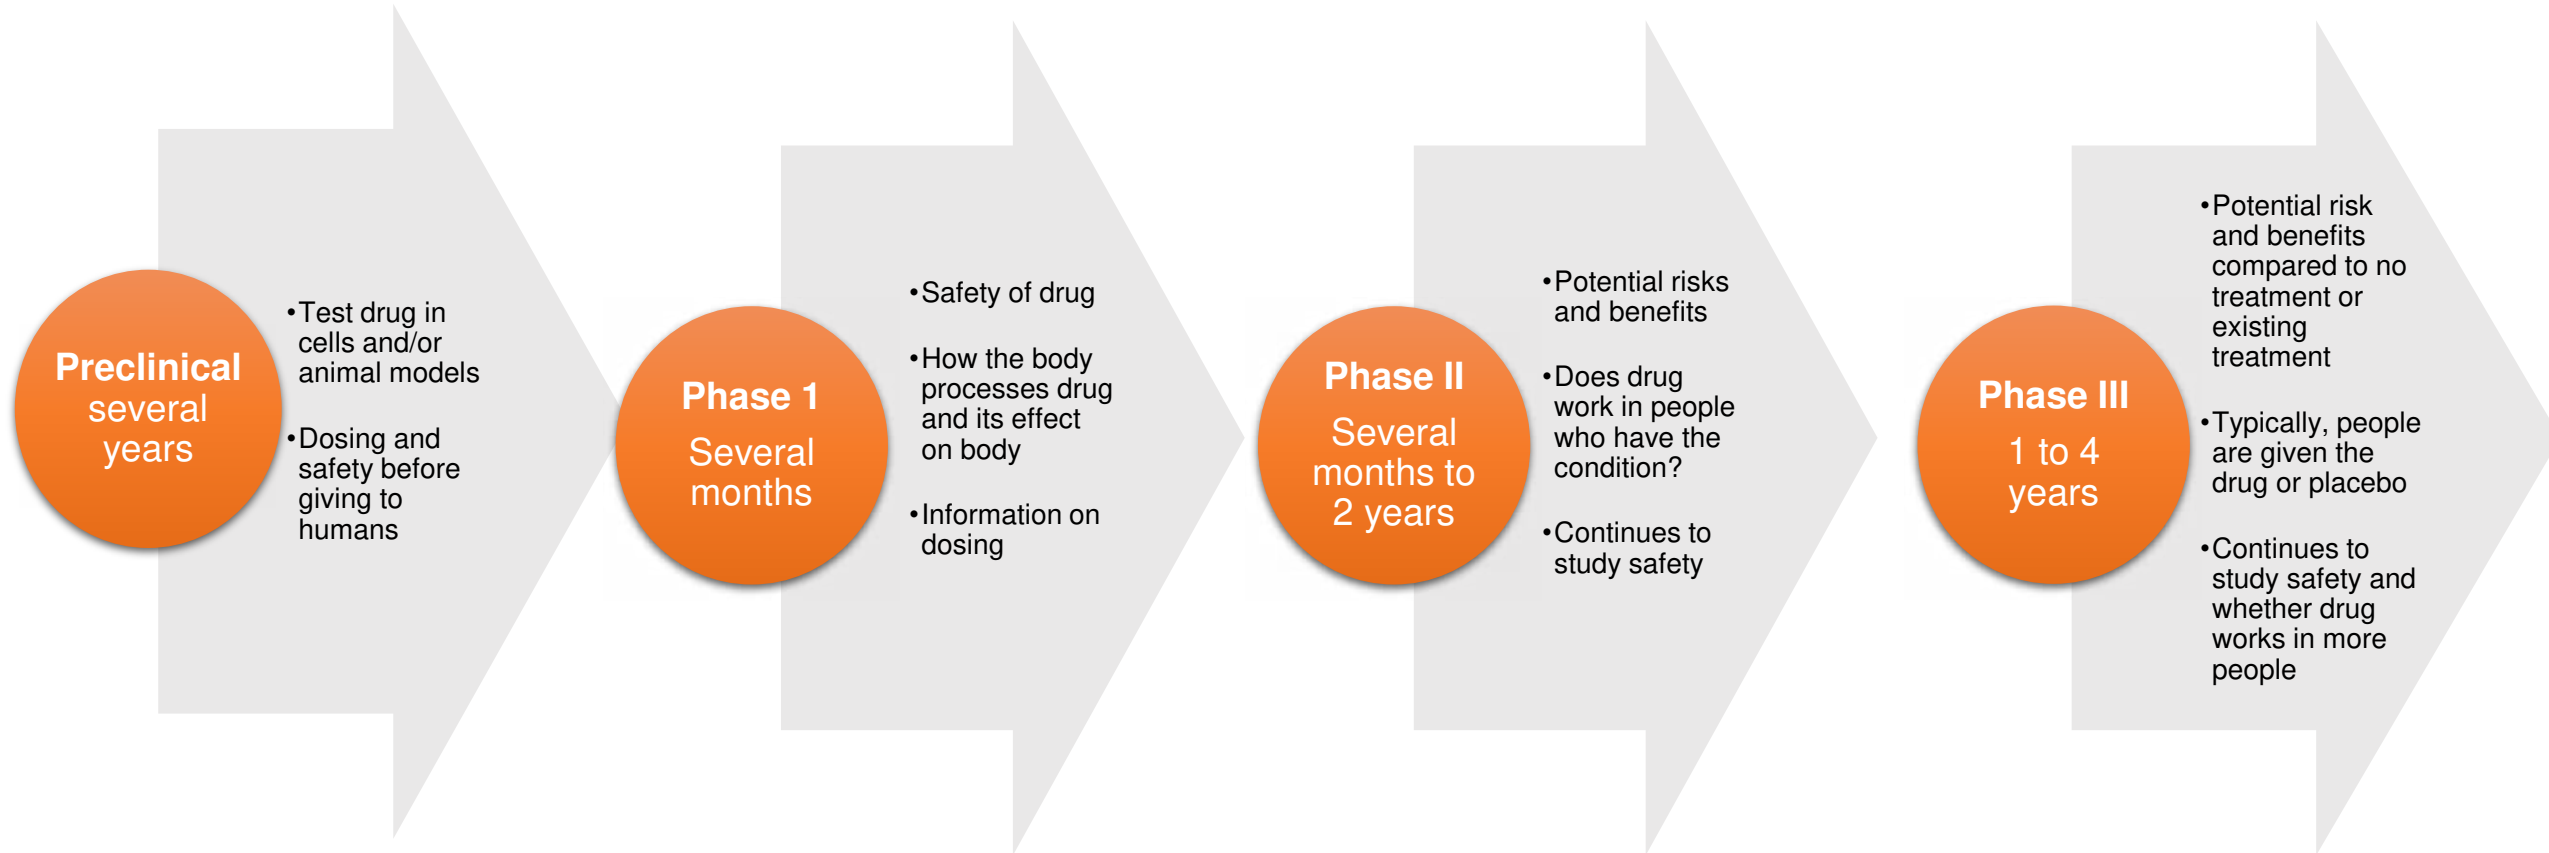 Preclinical
several
years
•Test drug in
cells and/or
animal models
•Dosing and
safety before
giving to
humans
Phase 1
Several
months
•Safety of drug
•How the body
processes drug
and its effect
on body
•Information on
dosing
Phase II
Several
months to
2 years
•Potential risks
and benefits
•Does drug
work in people
who have the
condition?
•Continues to
study safety
Phase III
1 to 4
years
•Potential risk
and benefits
compared to no
treatment or
existing
treatment
•Typically, people
are given the
drug or placebo
•Continues to
study safety and
whether drug
works in more
people